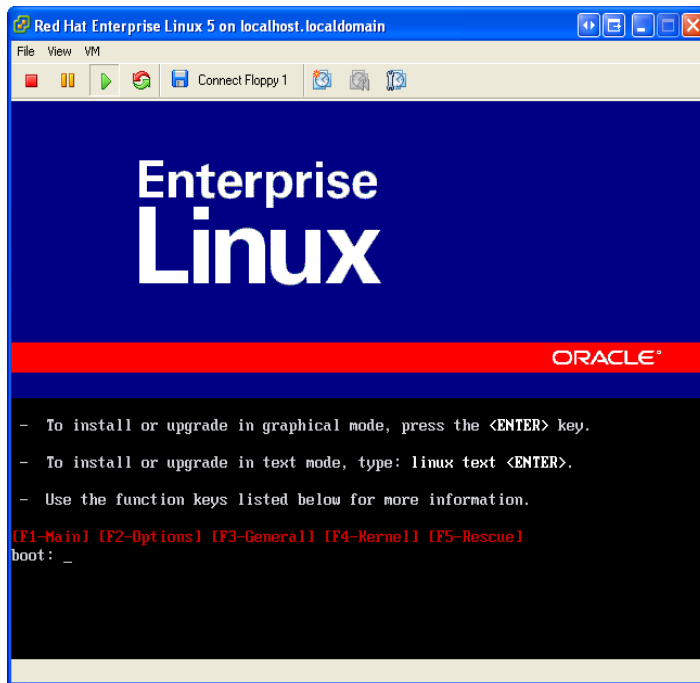 Red Hat Enterprise Linux 5 on localhost.localdomain
File View VM
Connect Floppy 1
Enterprise
Linux
ORACLE
- To install or upgrade in graphical mode, press the <ENTER> key.
- To install or upgrade in text mode, type: linux text <ENTER>.
- Use the function keys listed below for more information.
[F1-Main] [F2-Options] [F3-General] [F4-Kernel] [F5-Rescue]
boot: _